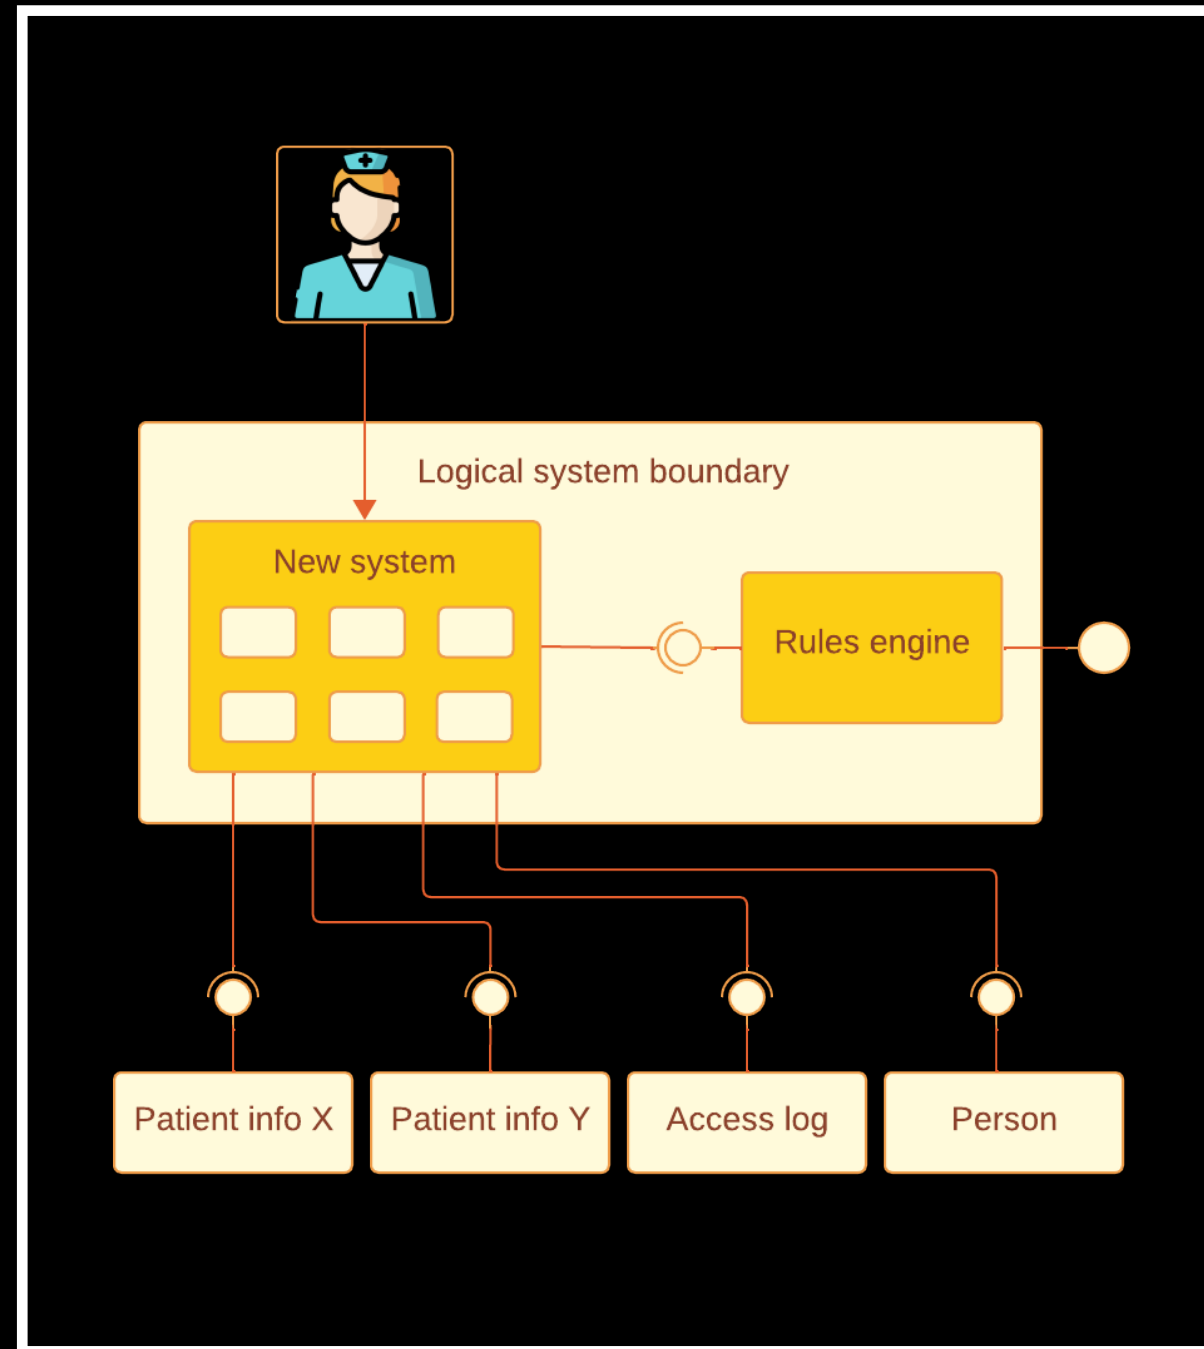 Logical system boundary
New system
Rules engine
Patient info X
Patient info Y
Access log
Person